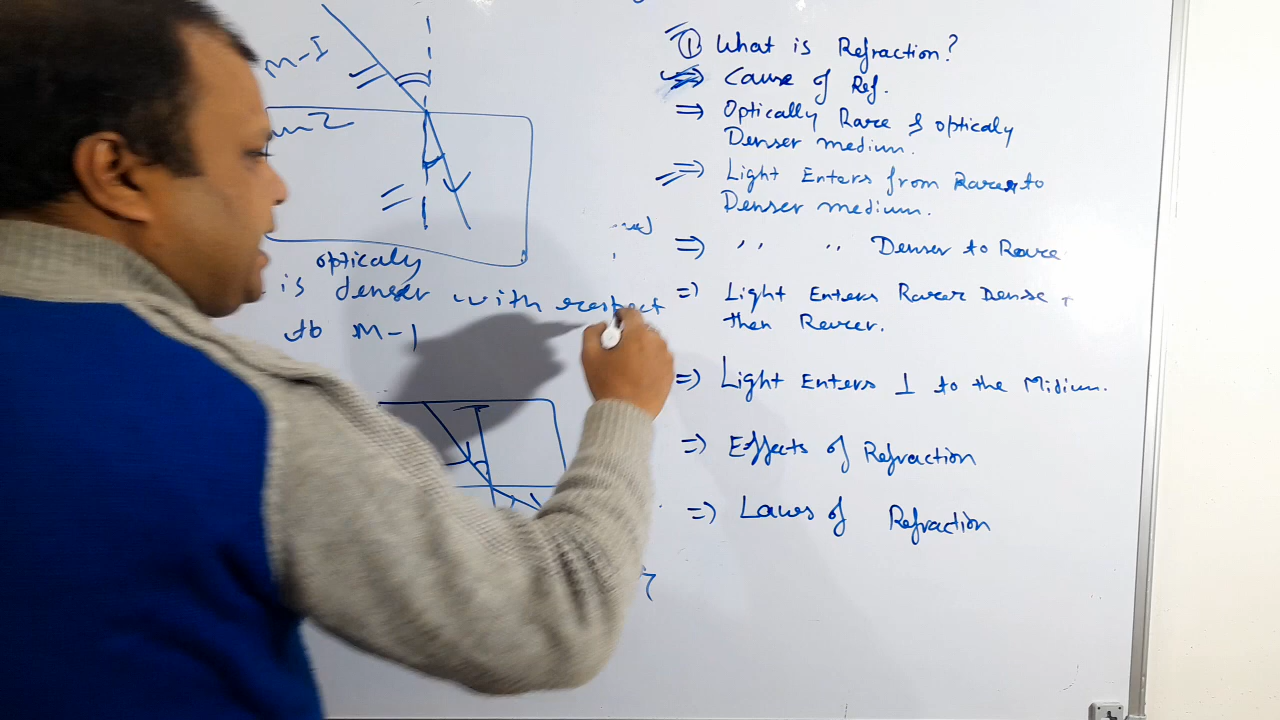 M-I
m 2
optically
is denser with respect
to M-1
① What is Refraction?
⇒ Cause of Ref.
⇒ Optically Rare & optically
Denser medium.
⇒ Light Enters from Rarer to
Denser medium.
⇒ ,, ,, Denser to Rare
⇒ Light Enters Rarer Dense +
then Rarer.
⇒ Light Enters ⊥ to the Midium.
⇒ Effects of Refraction
⇒ Laws of Refraction